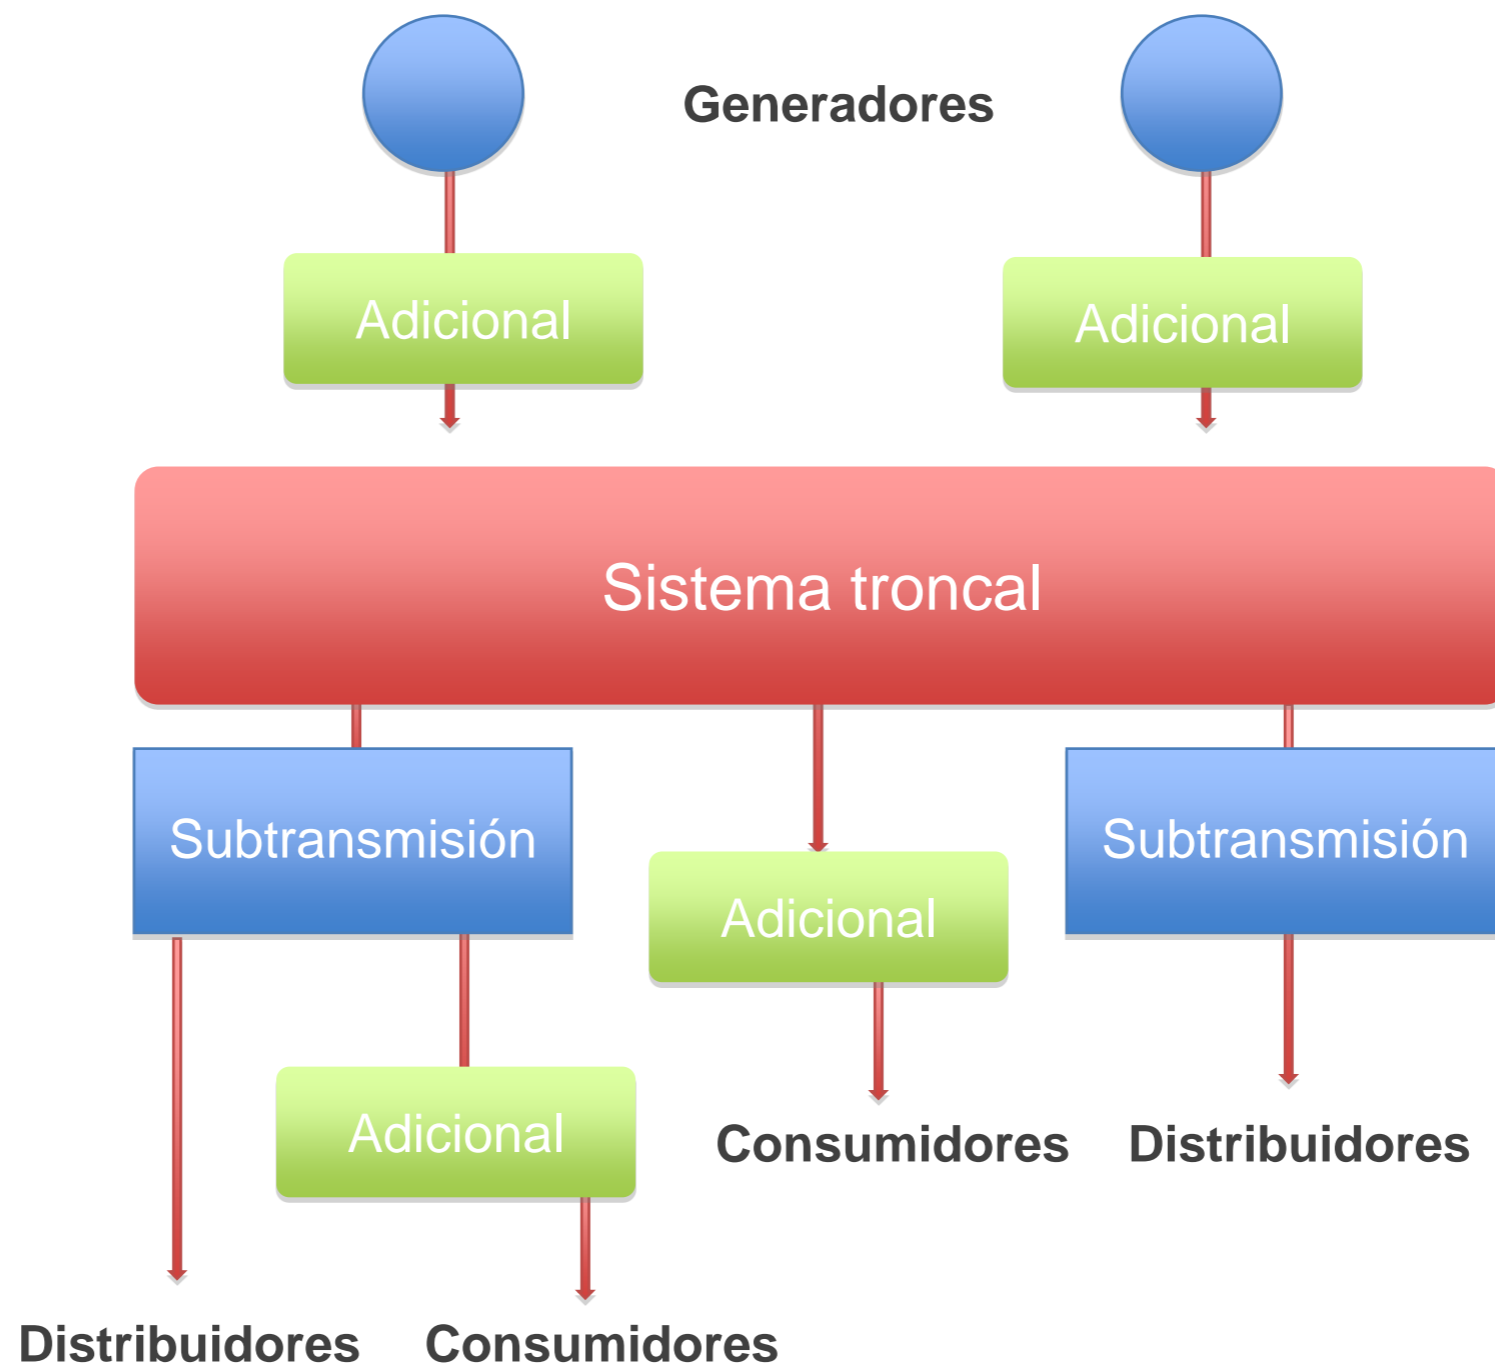 Generadores
Adicional
Adicional
Sistema troncal
Subtransmisión
Subtransmisión
Adicional
Adicional
Consumidores
Distribuidores
Distribuidores
Consumidores